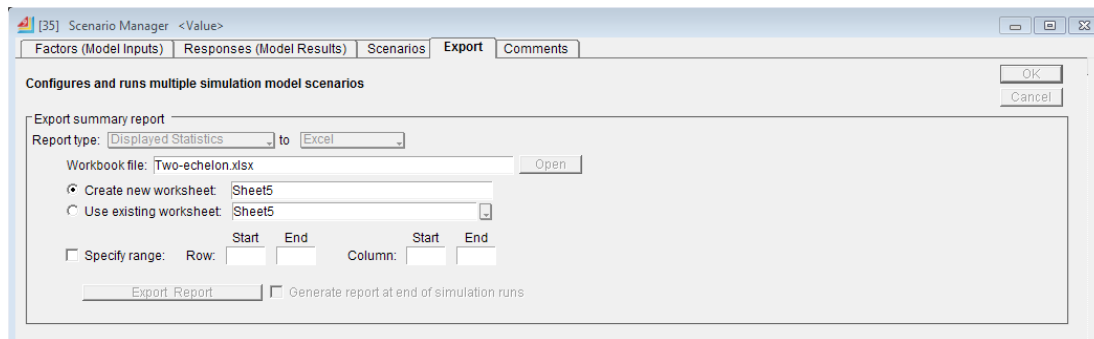 [35] Scenario Manager <Value>
Factors (Model Inputs) Responses (Model Results) Scenarios Export Comments
OK
Configures and runs multiple simulation model scenarios
Cancel
Export summary report
Report type: Displayed Statistics to Excel
Workbook file: Two-echelon.xlsx Open
Create new worksheet: Sheet5
Use existing worksheet: Sheet5
Start End Start End
Specify range: Row: Column:
Export Report Generate report at end of simulation runs